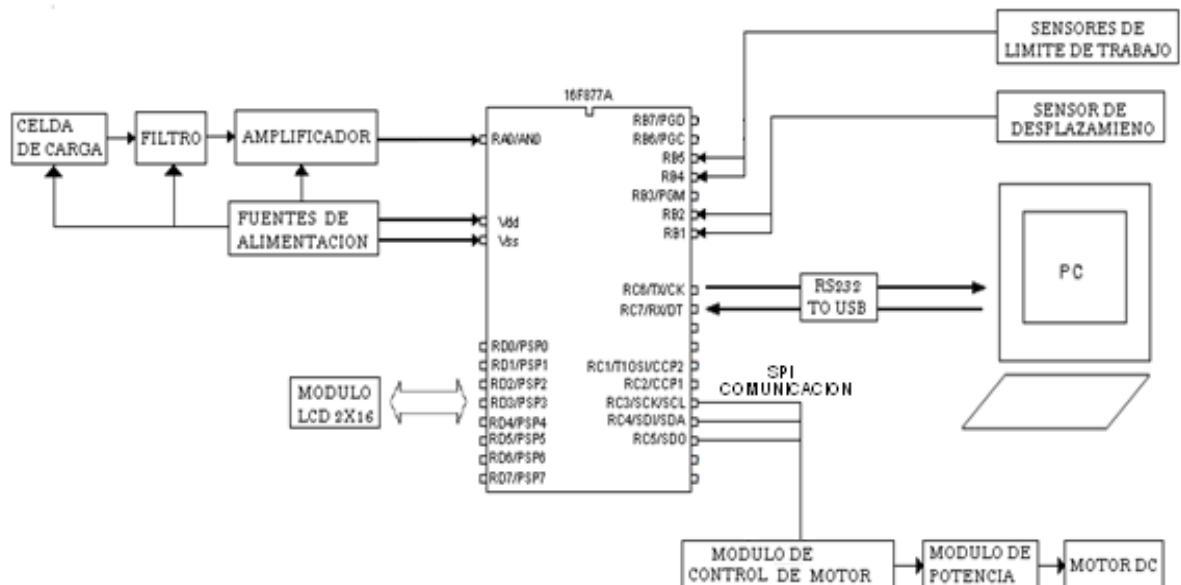 SENSORES DE
LIMITE DE TRABAJO
SENSOR DE
DESPLAZAMIENO
16F877A
CELDA
DE CARGA
FILTRO
AMPLIFICADOR
FUENTES DE
ALIMENTACION
RA0/AN0
Vdd
Vss
RB7/PGD
RB6/PGC
RB5
RB4
RB3/PGM
RB2
RB1
RC6/TX/CK
RC7/RX/DT
RS232
TO USB
PC
RD0/PSP0
RD1/PSP1
RD2/PSP2
RD3/PSP3
RD4/PSP4
RD5/PSP5
RD6/PSP6
RD7/PSP7
MODULO
LCD 2X16
RC1/T1OSI/CCP2
RC2/CCP1
RC3/SCK/SCL
RC4/SDI/SDA
RC5/SDO
SPI
COMUNICACION
MODULO DE
CONTROL DE MOTOR
MODULO DE
POTENCIA
MOTOR DC